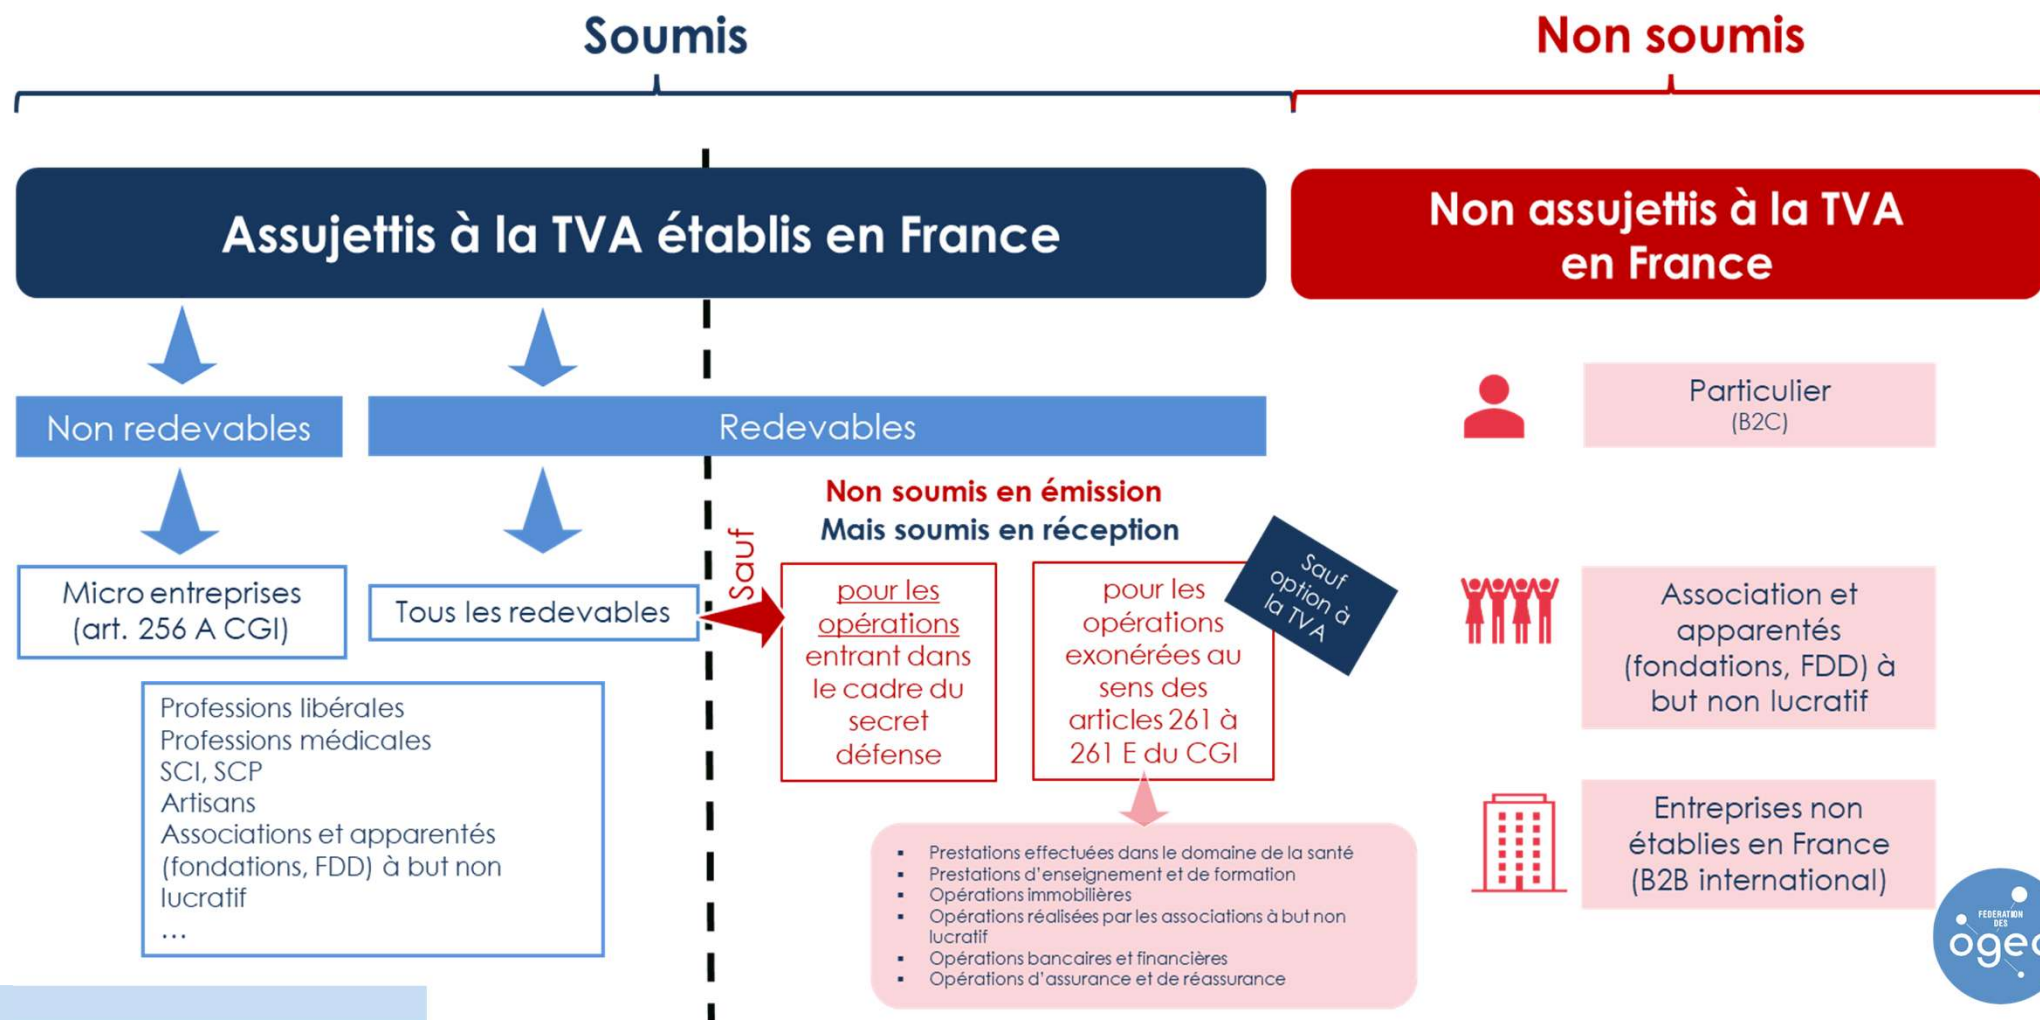 Soumis
Non soumis
Assujettis à la TVA établis en France
Non assujettis à la TVA
en France
Non redevables
Redevables
Particulier
(B2C)
Non soumis en émission
Mais soumis en réception
Sauf
Sauf
option à
la TVA
Micro entreprises
(art. 256 A CGI)
Tous les redevables
pour les
opérations
entrant dans
le cadre du
secret
défense
pour les
opérations
exonérées au
sens des
articles 261 à
261 E du CGI
Association et
apparentés
(fondations, FDD) à
but non lucratif
Professions libérales
Professions médicales
SCI, SCP
Artisans
Associations et apparentés
(fondations, FDD) à but non
lucratif
...
▪ Prestations effectuées dans le domaine de la santé
▪ Prestations d'enseignement et de formation
▪ Opérations immobilières
▪ Opérations réalisées par les associations à but non
lucratif
▪ Opérations bancaires et financières
▪ Opérations d'assurance et de réassurance
Entreprises non
établies en France
(B2B international)
FÉDÉRATION
DES
ogec